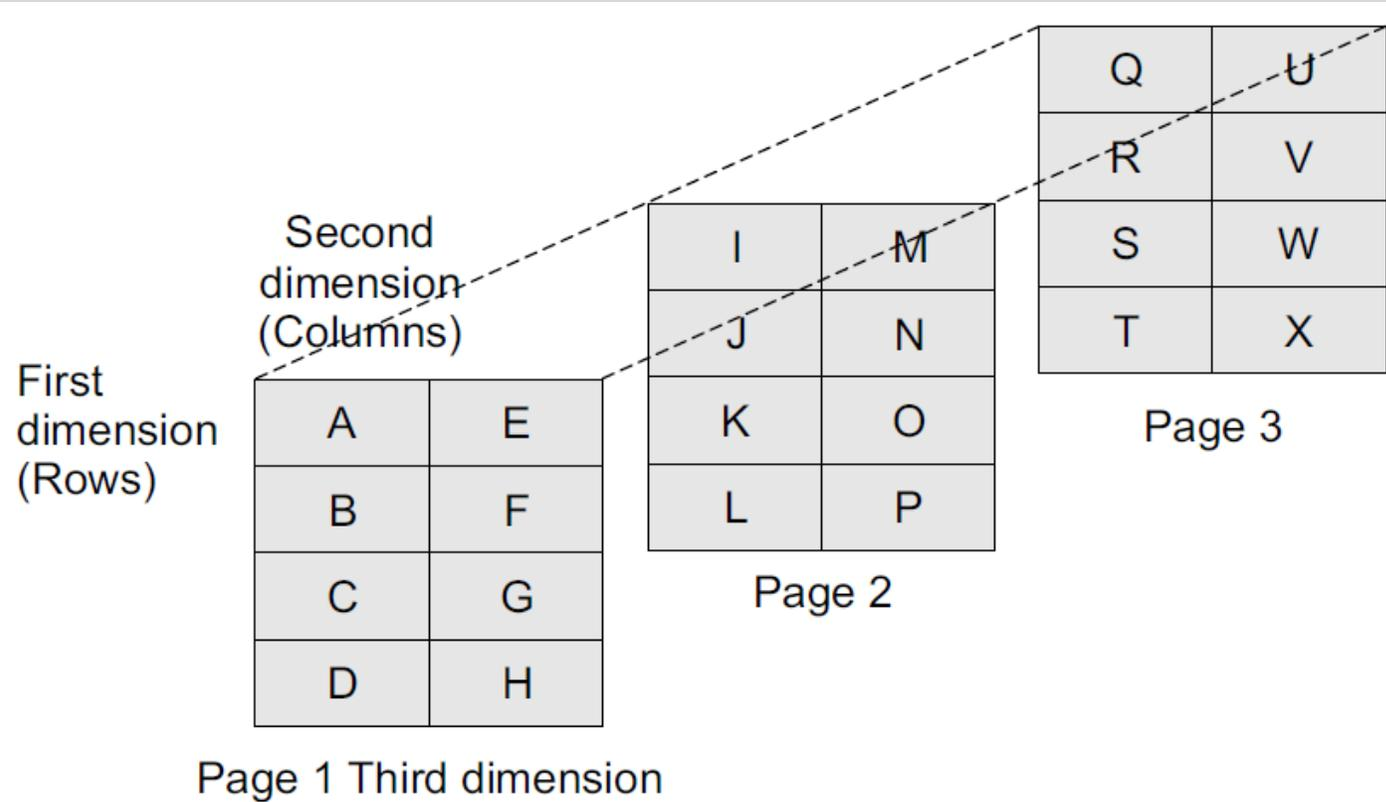 Second
dimension
(Columns)
First
dimension
(Rows)
A E
B F
C G
D H
Page 1 Third dimension
I M
J N
K O
L P
Page 2
Q U
R V
S W
T X
Page 3